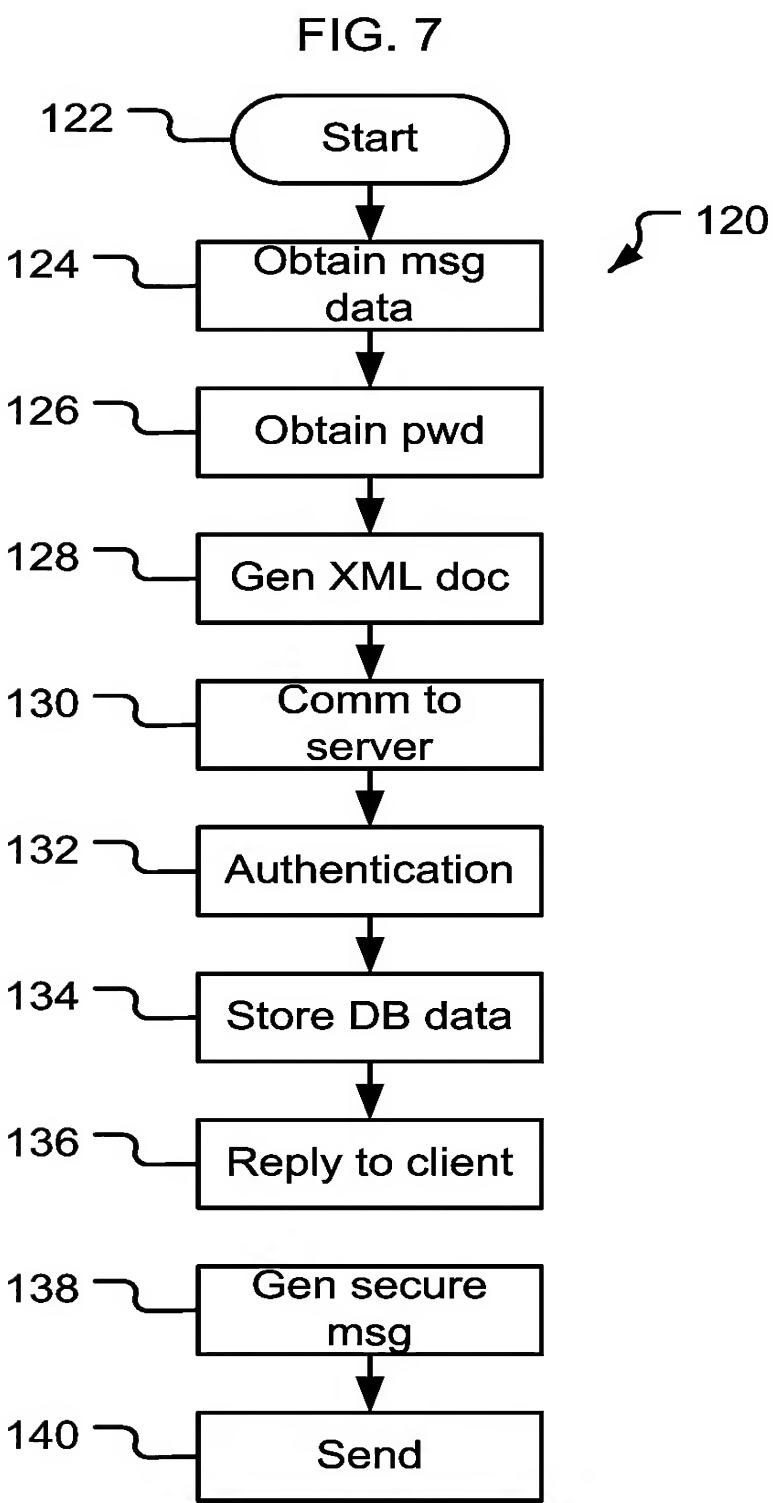 FIG. 7
122
Start
120
124
Obtain msg
data
126
Obtain pwd
128
Gen XML doc
130
Comm to
server
132
Authentication
134
Store DB data
136
Reply to client
138
Gen secure
msg
140
Send